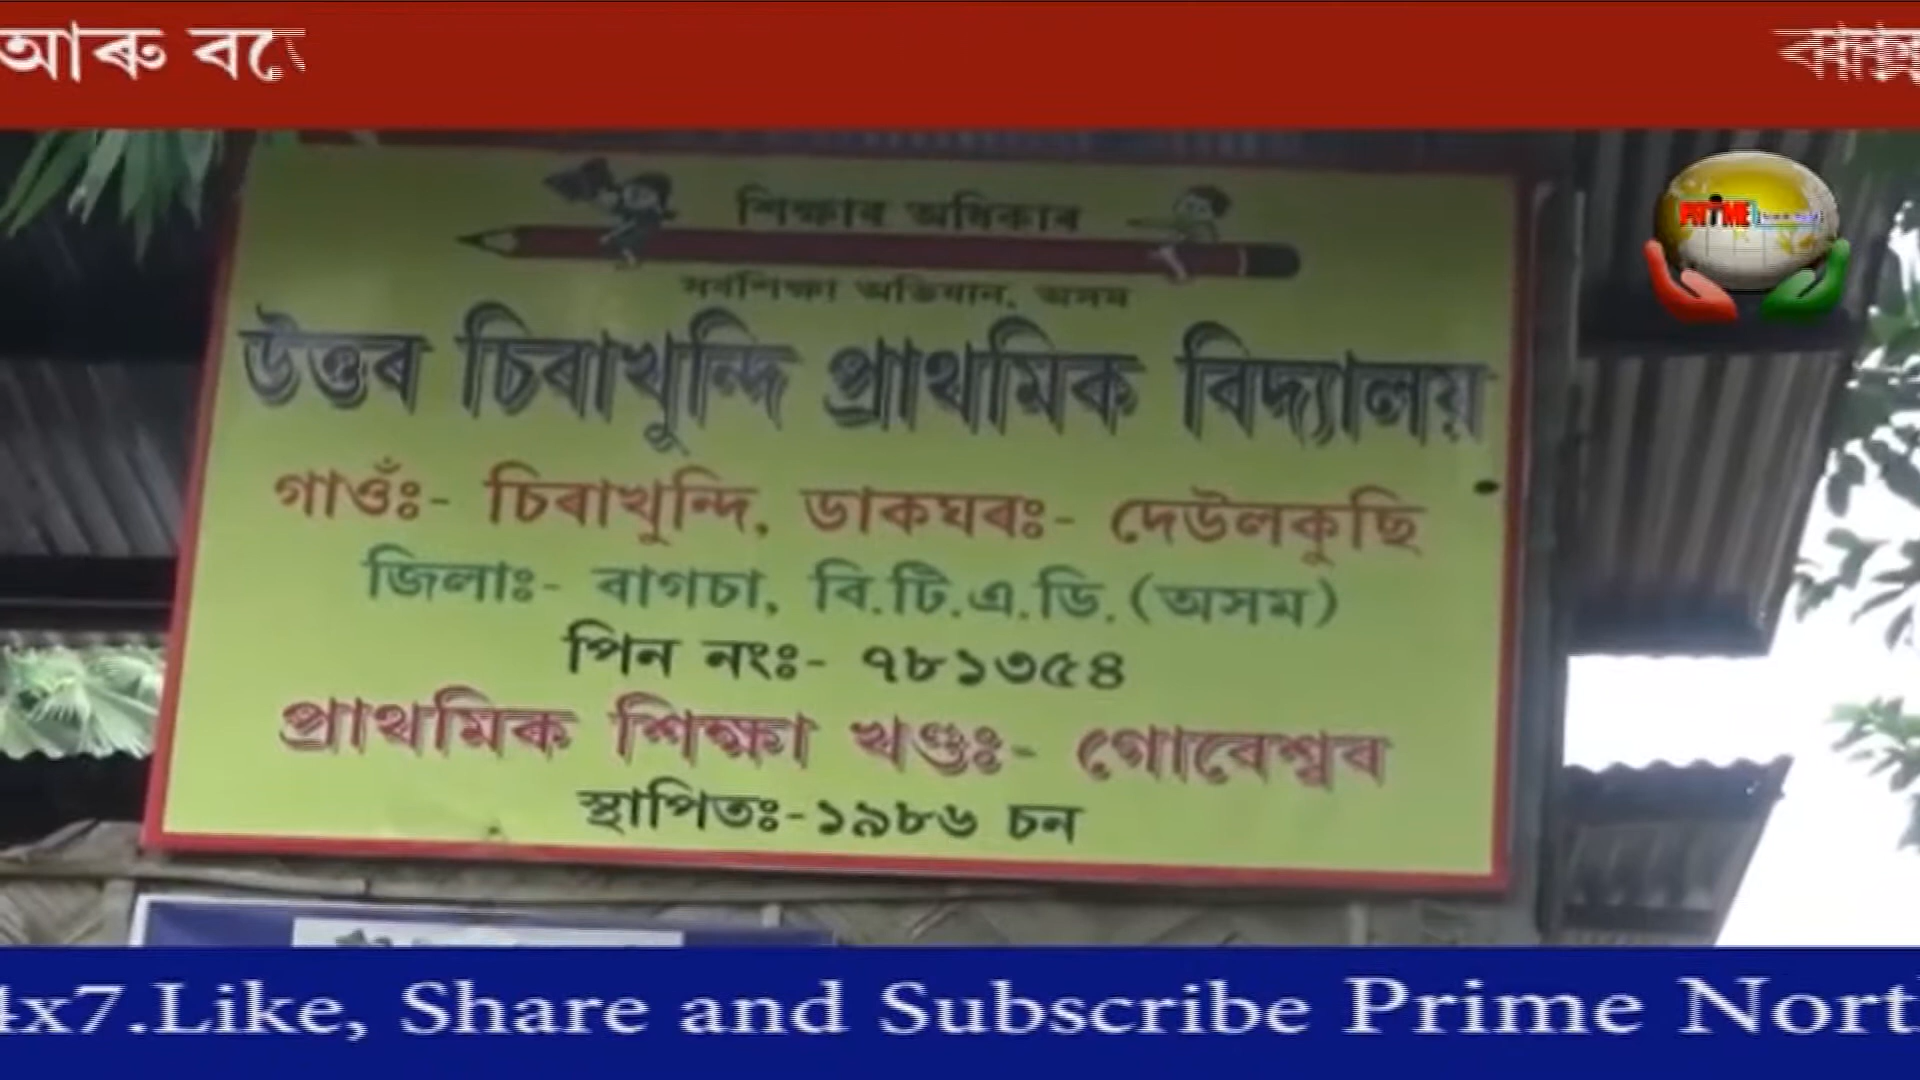 আৰু
শিক্ষাৰ অধিকাৰ
PRIME
সৰ্বশিক্ষা অভিযান, অসম
উত্তৰ চিৰাখুন্দি প্ৰাথমিক বিদ্যালয়
গাওঁঃ- চিৰাখুন্দি, ডাকঘৰঃ- দেউলকুছি
জিলাঃ- বাগচা, বি.টি.এ.ডি.(অসম)
পিন নংঃ- ৭৮১৩৫৪
প্ৰাথমিক শিক্ষা খণ্ডঃ- গোৰেশ্বৰ
স্থাপিতঃ-১৯৮৬ চন
4x7.Like, Share and Subscribe Prime Nort